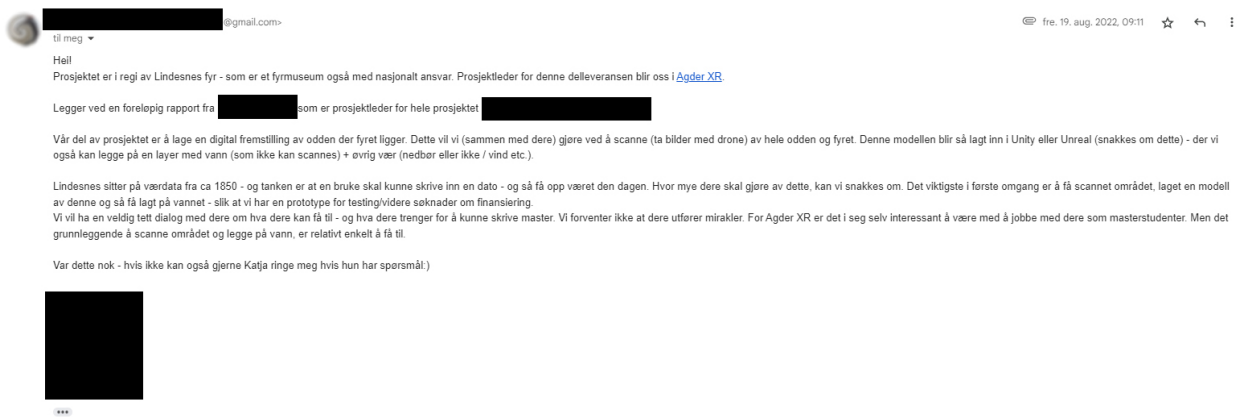 @gmail.com>
fre. 19. aug. 2022, 09:11
til meg
Hei!
Prosjektet er i regi av Lindesnes fyr - som er et fyrmuseum også med nasjonalt ansvar. Prosjektleder for denne delleveransen blir oss i Agder XR.
Legger ved en foreløpig rapport fra som er prosjektleder for hele prosjektet
Vår del av prosjektet er å lage en digital fremstilling av odden der fyret ligger. Dette vil vi (sammen med dere) gjøre ved å scanne (ta bilder med drone) av hele odden og fyret. Denne modellen blir så lagt inn i Unity eller Unreal (snakkes om dette) - der vi
også kan legge på en layer med vann (som ikke kan scannes) + øvrig vær (nedbør eller ikke / vind etc.).
Lindesnes sitter på værdata fra ca 1850 - og tanken er at en bruke skal kunne skrive inn en dato - og så få opp været den dagen. Hvor mye dere skal gjøre av dette, kan vi snakkes om. Det viktigste i første omgang er å få scannet området, laget en modell
av denne og så få lagt på vannet - slik at vi har en prototype for testing/videre søknader om finansiering.
Vi vil ha en veldig tett dialog med dere om hva dere kan få til - og hva dere trenger for å kunne skrive master. Vi forventer ikke at dere utfører mirakler. For Agder XR er det i seg selv interessant å være med å jobbe med dere som masterstudenter. Men det
grunnleggende å scanne området og legge på vann, er relativt enkelt å få til.
Var dette nok - hvis ikke kan også gjerne Katja ringe meg hvis hun har spørsmål:)